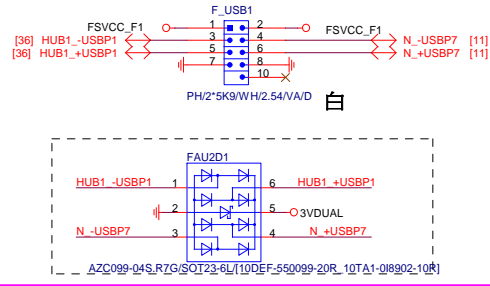 F_USB1
FSVCC_F1 1 2 FSVCC_F1
[36] HUB1_-USBP1 3 4 N_-USBP7 [11]
[36] HUB1_+USBP1 5 6 N_+USBP7 [11]
7 8
10
PH/2*5K9/WH/2.54/VA/D 白
FAU2D1
HUB1_-USBP1 1 6 HUB1_+USBP1
2 5 3VDUAL
N_-USBP7 3 4 N_+USBP7
AZC099-04S.R7G/SOT23-6L/[10DEF-550099-20R_10TA1-0I8902-10R]